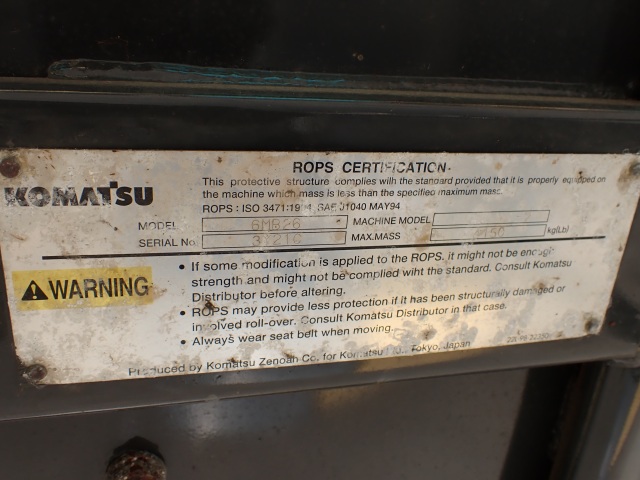 ROPS CERTIFICATION
KOMATSU
This protective structure complies with the standard provided that it is properly equipped on
the machine which mass is less than the specified maximum mass.
ROPS : ISO 3471:1994, SAE J1040 MAY94
MODEL MACHINE MODEL
SERIAL No. MAX.MASS kg(Lb)
WARNING
• If some modification is applied to the ROPS, it might not be enough
strength and might not be complied wiht the standard. Consult Komatsu
Distributor before altering.
• ROPS may provide less protection if it has been structurally damaged or
involved roll-over. Consult Komatsu Distributor in that case.
• Always wear seat belt when moving.
Produced by Komatsu Zenoah Co. for Komatsu Tokyo, Japan